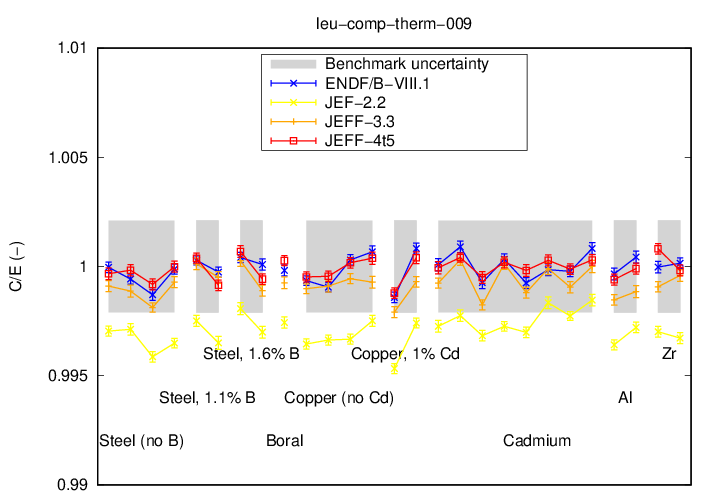 leu−comp−therm−009
1.01
1.005
1
0.995
0.99
C/E (−)
Benchmark uncertainty
ENDF/B−VIII.1
JEF−2.2
JEFF−3.3
JEFF−4t5
Steel, 1.6% B
Copper, 1% Cd
Zr
Steel, 1.1% B
Copper (no Cd)
Al
Steel (no B)
Boral
Cadmium